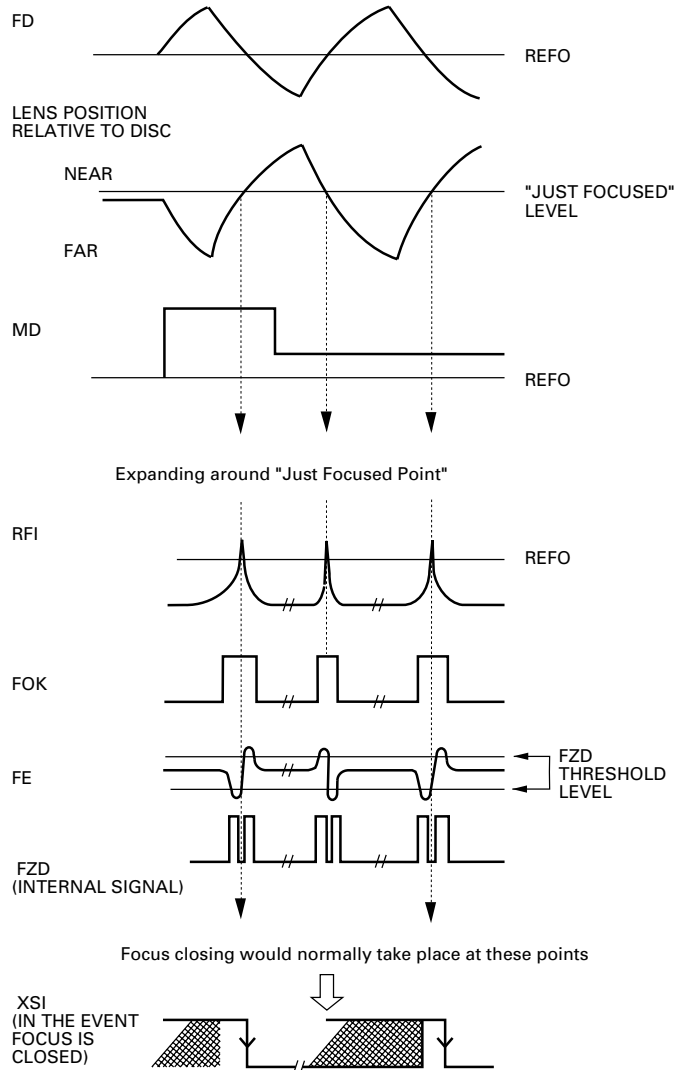 FD
REFO
LENS POSITION
RELATIVE TO DISC
NEAR
"JUST FOCUSED"
LEVEL
FAR
MD
REFO
Expanding around "Just Focused Point"
RFI
REFO
FOK
FZD
THRESHOLD
LEVEL
FE
FZD
(INTERNAL SIGNAL)
Focus closing would normally take place at these points
XSI
(IN THE EVENT
FOCUS IS
CLOSED)